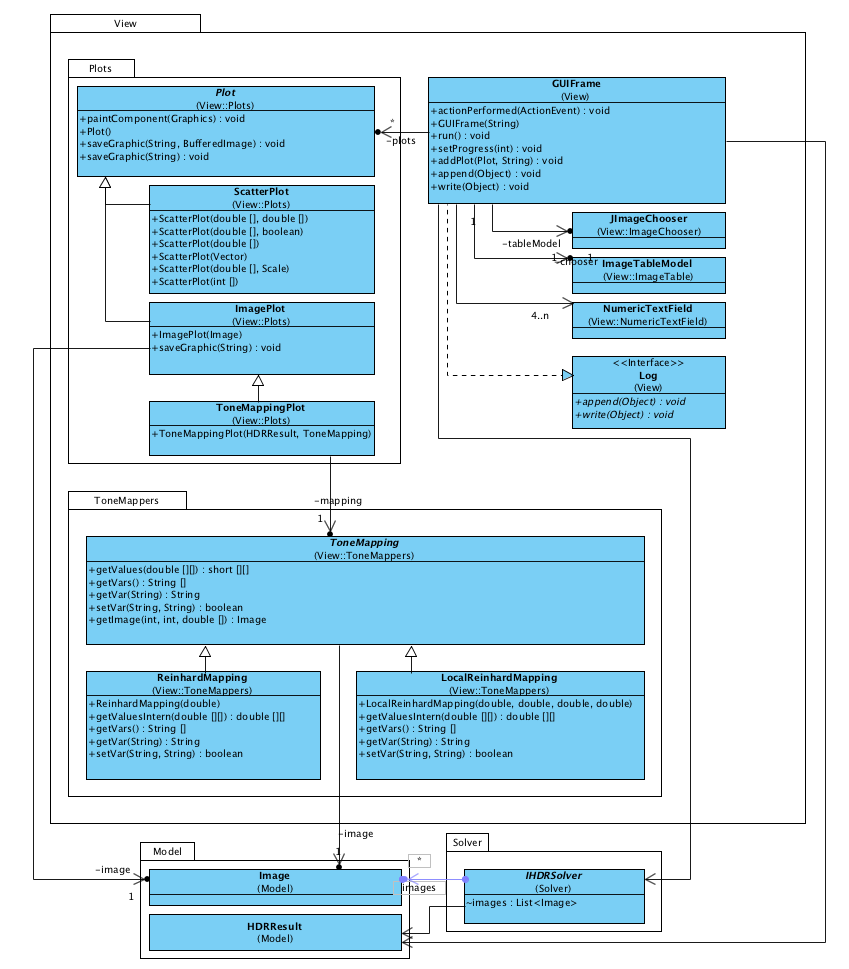 View
Plots
Plot
(View::Plots)
+paintComponent(Graphics) : void
+Plot()
+saveGraphic(String, BufferedImage) : void
+saveGraphic(String) : void
*
-plots
GUIFrame
(View)
+actionPerformed(ActionEvent) : void
+GUIFrame(String)
+run() : void
+setProgress(int) : void
+addPlot(Plot, String) : void
+append(Object) : void
+write(Object) : void
ScatterPlot
(View::Plots)
+ScatterPlot(double [], double [])
+ScatterPlot(double [], boolean)
+ScatterPlot(double [])
+ScatterPlot(Vector)
+ScatterPlot(double [], Scale)
+ScatterPlot(int [])
1
-tableModel
JImageChooser
(View::ImageChooser)
1
-chooser
1
ImageTableModel
(View::ImageTable)
4..n
NumericTextField
(View::NumericTextField)
ImagePlot
(View::Plots)
+ImagePlot(Image)
+saveGraphic(String) : void
<<Interface>>
Log
(View)
+append(Object) : void
+write(Object) : void
ToneMappingPlot
(View::Plots)
+ToneMappingPlot(HDRResult, ToneMapping)
ToneMappers
-mapping
1
ToneMapping
(View::ToneMappers)
+getValues(double [][]) : short [][]
+getVars() : String []
+getVar(String) : String
+setVar(String, String) : boolean
+getImage(int, int, double []) : Image
ReinhardMapping
(View::ToneMappers)
+ReinhardMapping(double)
+getValuesIntern(double [][]) : double [][]
+getVars() : String []
+getVar(String) : String
+setVar(String, String) : boolean
LocalReinhardMapping
(View::ToneMappers)
+LocalReinhardMapping(double, double, double, double)
+getValuesIntern(double [][]) : double [][]
+getVars() : String []
+getVar(String) : String
+setVar(String, String) : boolean
-image
1
Model
-image
1
Image
(Model)
HDRResult
(Model)
*
images
Solver
IHDRSolver
(Solver)
~images : List<Image>